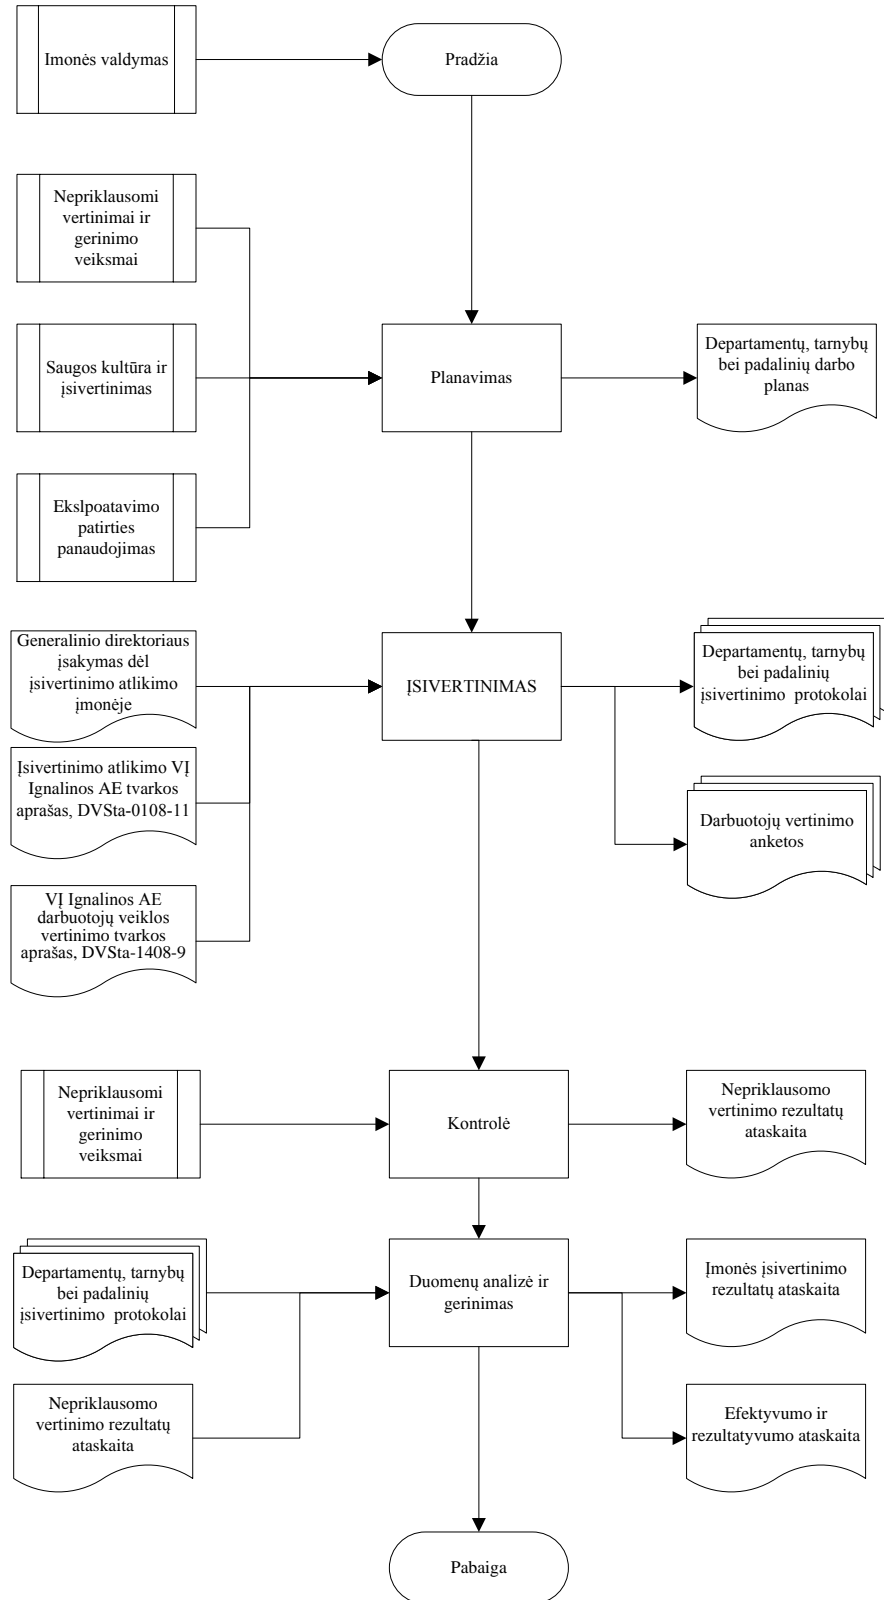 Imonės valdymas
Pradžia
Nepriklausomi
vertinimai ir
gerinimo
veiksmai
Saugos kultūra ir
įsivertinimas
Planavimas
Departamentų, tarnybų
bei padalinių darbo
planas
Ekslpoatavimo
patirties
panaudojimas
Generalinio direktoriaus
įsakymas dėl
įsivertinimo atlikimo
įmonėje
ĮSIVERTINIMAS
Departamentų, tarnybų
bei padalinių
įsivertinimo protokolai
Įsivertinimo atlikimo VĮ
Ignalinos AE tvarkos
aprašas, DVSta-0108-11
Darbuotojų vertinimo
anketos
VĮ Ignalinos AE
darbuotojų veiklos
vertinimo tvarkos
aprašas, DVSta-1408-9
Nepriklausomi
vertinimai ir
gerinimo
veiksmai
Kontrolė
Nepriklausomo
vertinimo rezultatų
ataskaita
Departamentų, tarnybų
bei padalinių
įsivertinimo protokolai
Duomenų analizė ir
gerinimas
Įmonės įsivertinimo
rezultatų ataskaita
Nepriklausomo
vertinimo rezultatų
ataskaita
Efektyvumo ir
rezultatyvumo ataskaita
Pabaiga